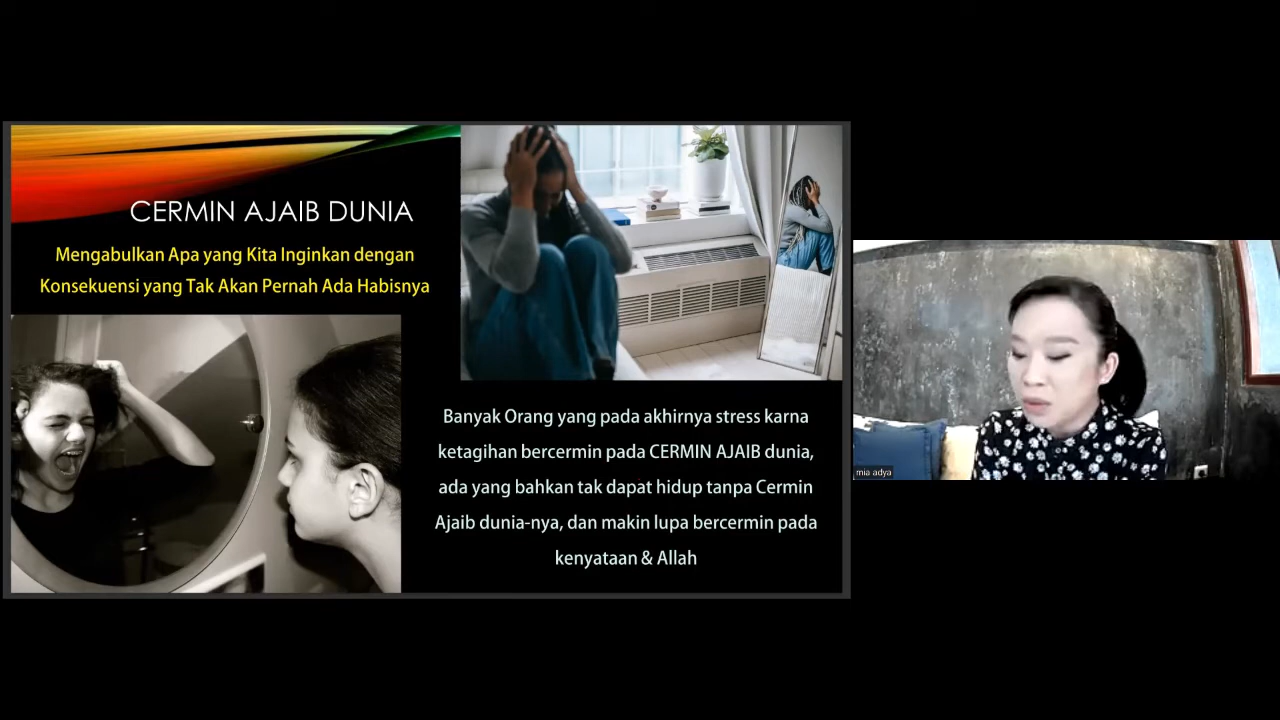 CERMIN AJAIB DUNIA
Mengabulkan Apa yang Kita Inginkan dengan
Konsekuensi yang Tak Akan Pernah Ada Habisnya
Banyak Orang yang pada akhirnya stress karna
ketagihan bercermin pada CERMIN AJAIB dunia,
ada yang bahkan tak dapat hidup tanpa Cermin
Ajaib dunia-nya, dan makin lupa bercermin pada
kenyataan & Allah
mia adya